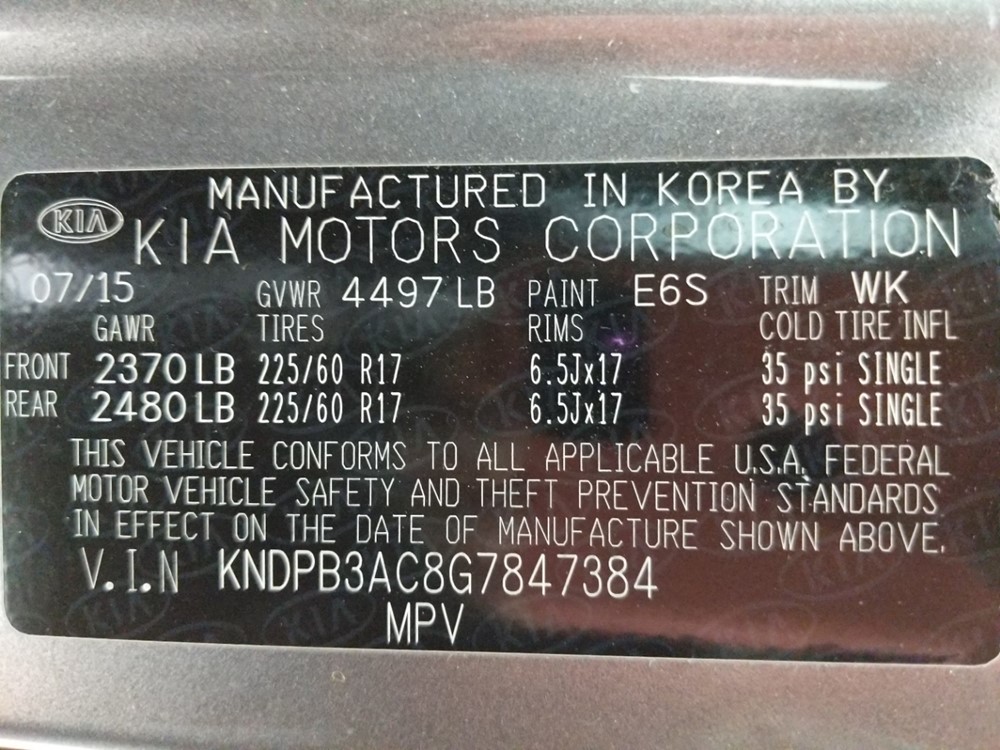 MANUFACTURED IN KOREA BY
KIA KIA MOTORS CORPORATION
07/15 GVWR 4497 LB PAINT E6S TRIM WK
GAWR TIRES RIMS COLD TIRE INFL
FRONT 2370 LB 225/60 R17 6.5Jx17 35 psi SINGLE
REAR 2480 LB 225/60 R17 6.5Jx17 35 psi SINGLE
THIS VEHICLE CONFORMS TO ALL APPLICABLE U.S.A. FEDERAL
MOTOR VEHICLE SAFETY AND THEFT PREVENTION STANDARDS
IN EFFECT ON THE DATE OF MANUFACTURE SHOWN ABOVE.
V.I.N KNDPB3AC8G7847384
MPV